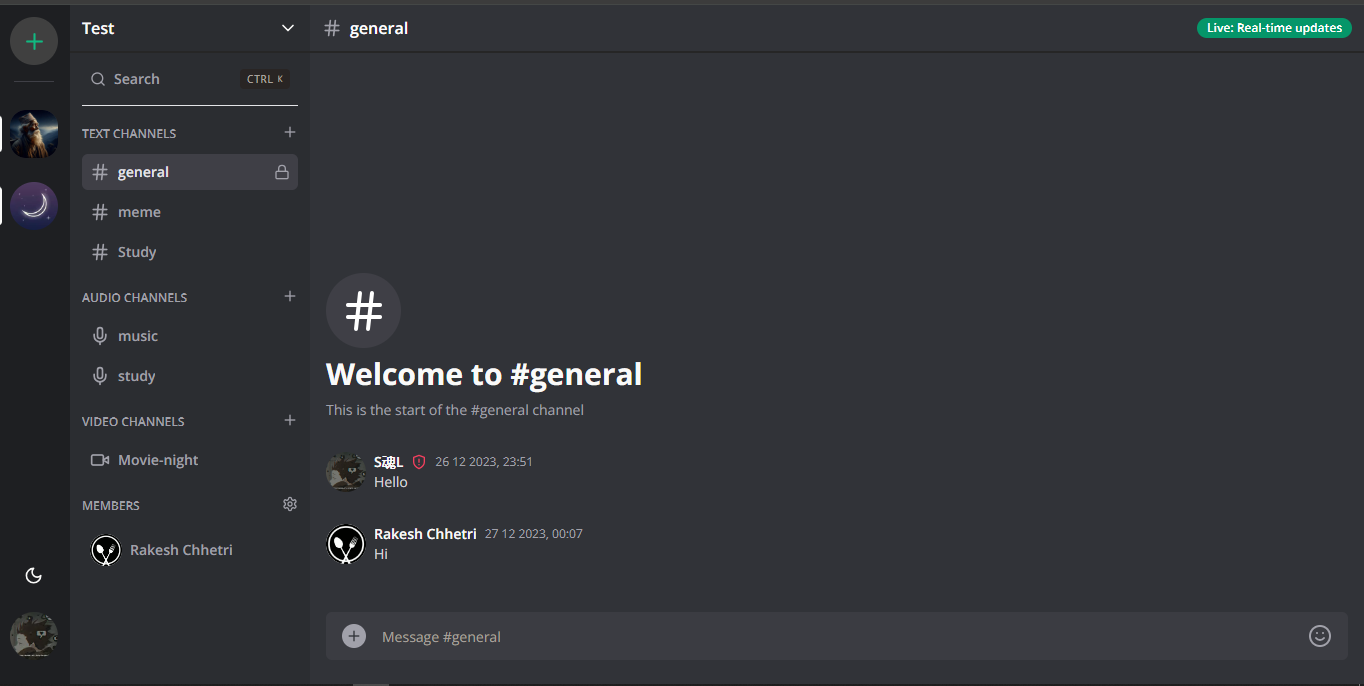 Test
# general
Live: Real-time updates
Search
CTRL K
TEXT CHANNELS
# general
# meme
# Study
AUDIO CHANNELS
music
study
VIDEO CHANNELS
Movie-night
MEMBERS
Rakesh Chhetri
#
Welcome to #general
This is the start of the #general channel
S魂L 26 12 2023, 23:51
Hello
Rakesh Chhetri 27 12 2023, 00:07
Hi
Message #general